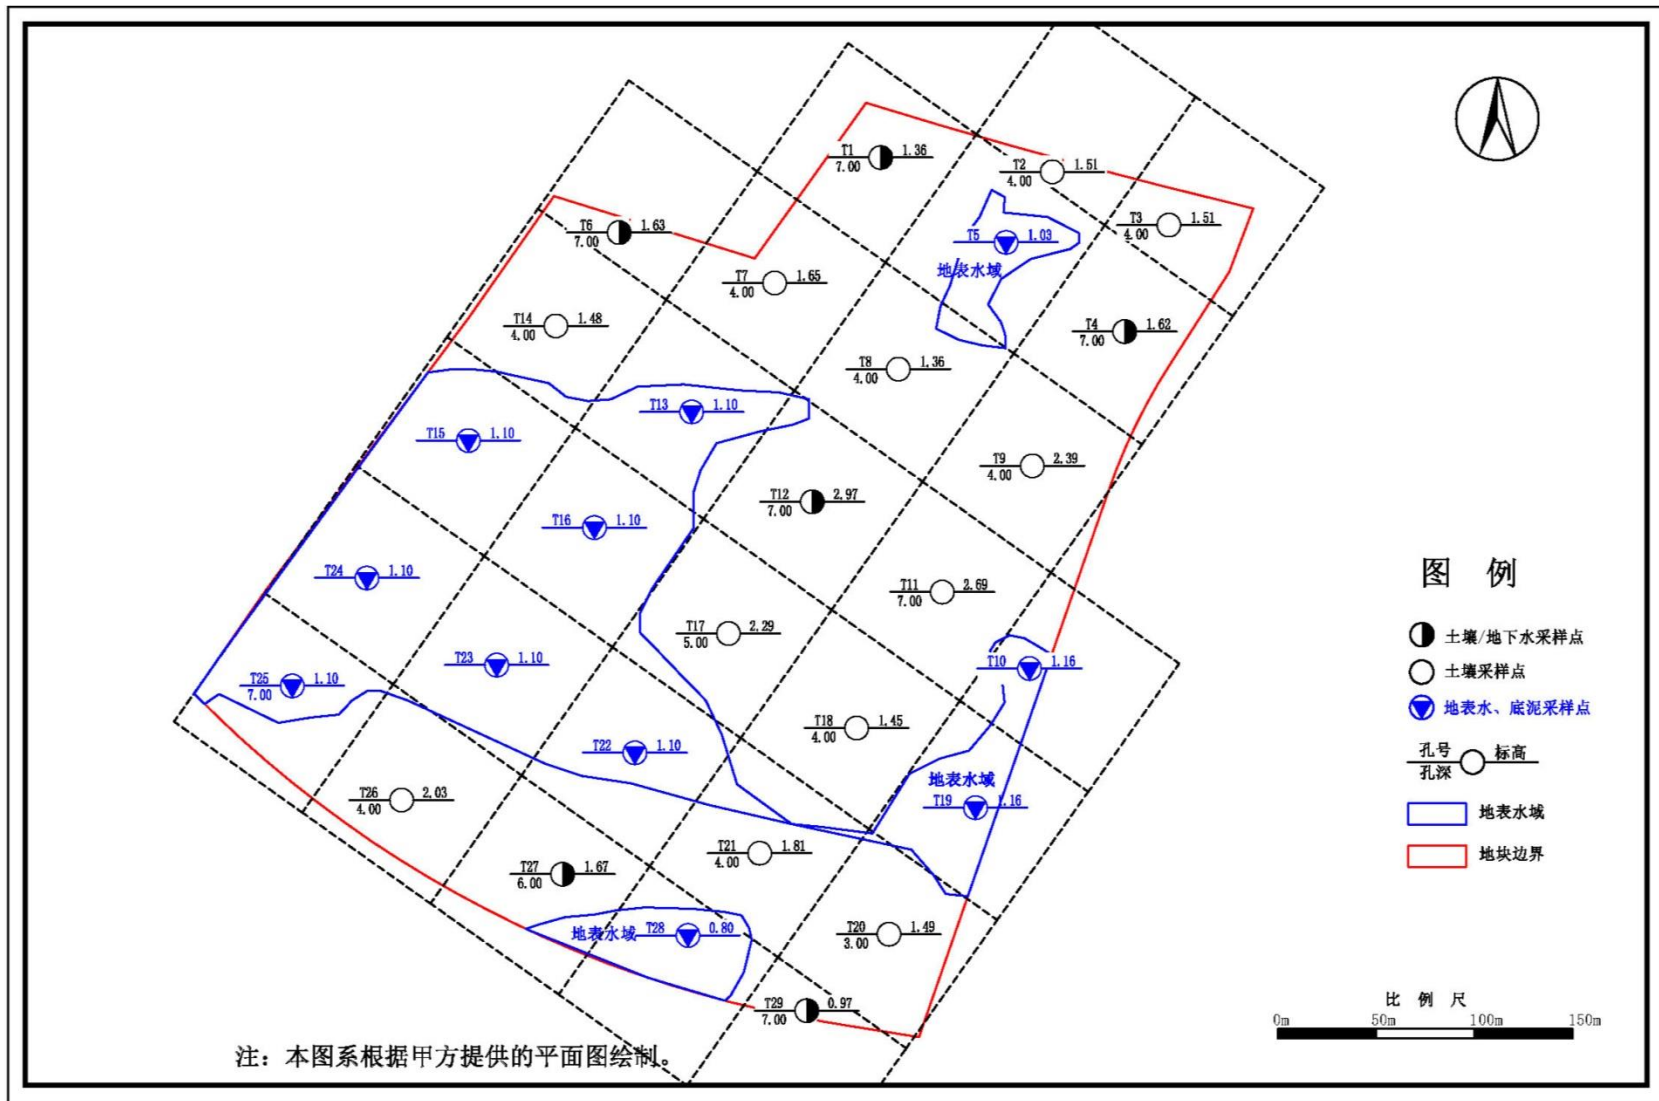 T1 1.36
7.00
T2 1.51
4.00
T3 1.51
4.00
T6 1.63
7.00
T5 1.03
地表水域
T7 1.65
4.00
T14 1.48
4.00
T4 1.62
7.00
T8 1.36
4.00
T13 1.10
T15 1.10
T9 2.39
4.00
T12 2.97
7.00
T16 1.10
T24 1.10
T11 2.69
7.00
T17 2.29
5.00
T23 1.10
T10 1.16
T25 1.10
7.00
T18 1.45
4.00
T22 1.10
地表水域
T26 2.03
4.00
T19 1.16
T21 1.81
4.00
T27 1.67
6.00
地表水域 T28 0.80
T20 1.49
3.00
T29 0.97
7.00
注：本图系根据甲方提供的平面图绘制。
图 例
土壤/地下水采样点
土壤采样点
地表水、底泥采样点
孔号 标高
孔深
地表水域
地块边界
比 例 尺
0m 50m 100m 150m